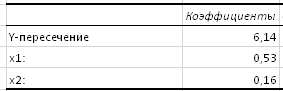 Коэффициенты
Y-пересечение 6,14
x1: 0,53
x2: 0,16